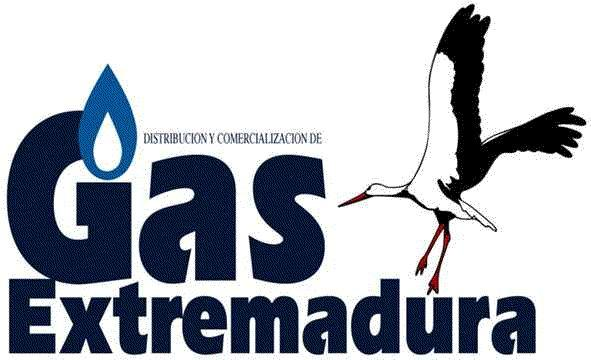 DISTRIBUCION Y COMERCIALIZACION DE
Gas
Extremadura